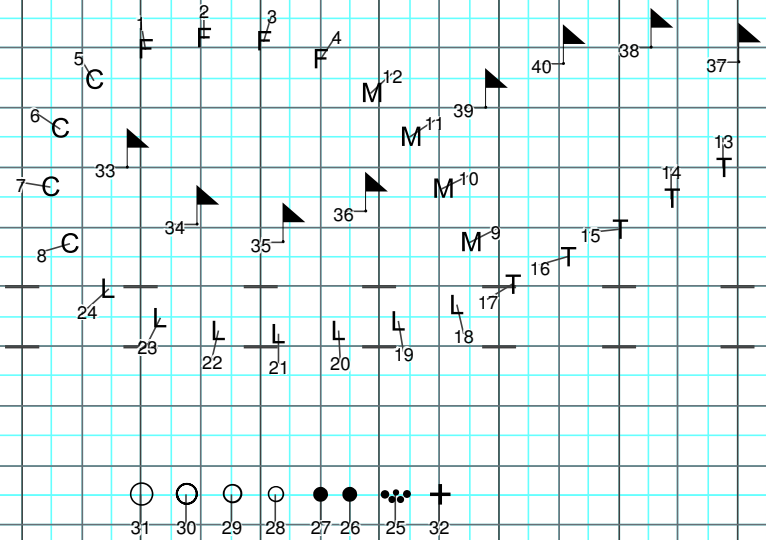 1 2 3 4
F F F F
5 C
12 M
6 C
11 M
7 C
10 M
8 C
9 M
33 34 35 36 39 40 38 37
13 T
14 T
15 T
16 T
17 T
24 L
23 L
22 L
21 L
20 L
19 L
18 L
31 30 29 28 27 26 25 32